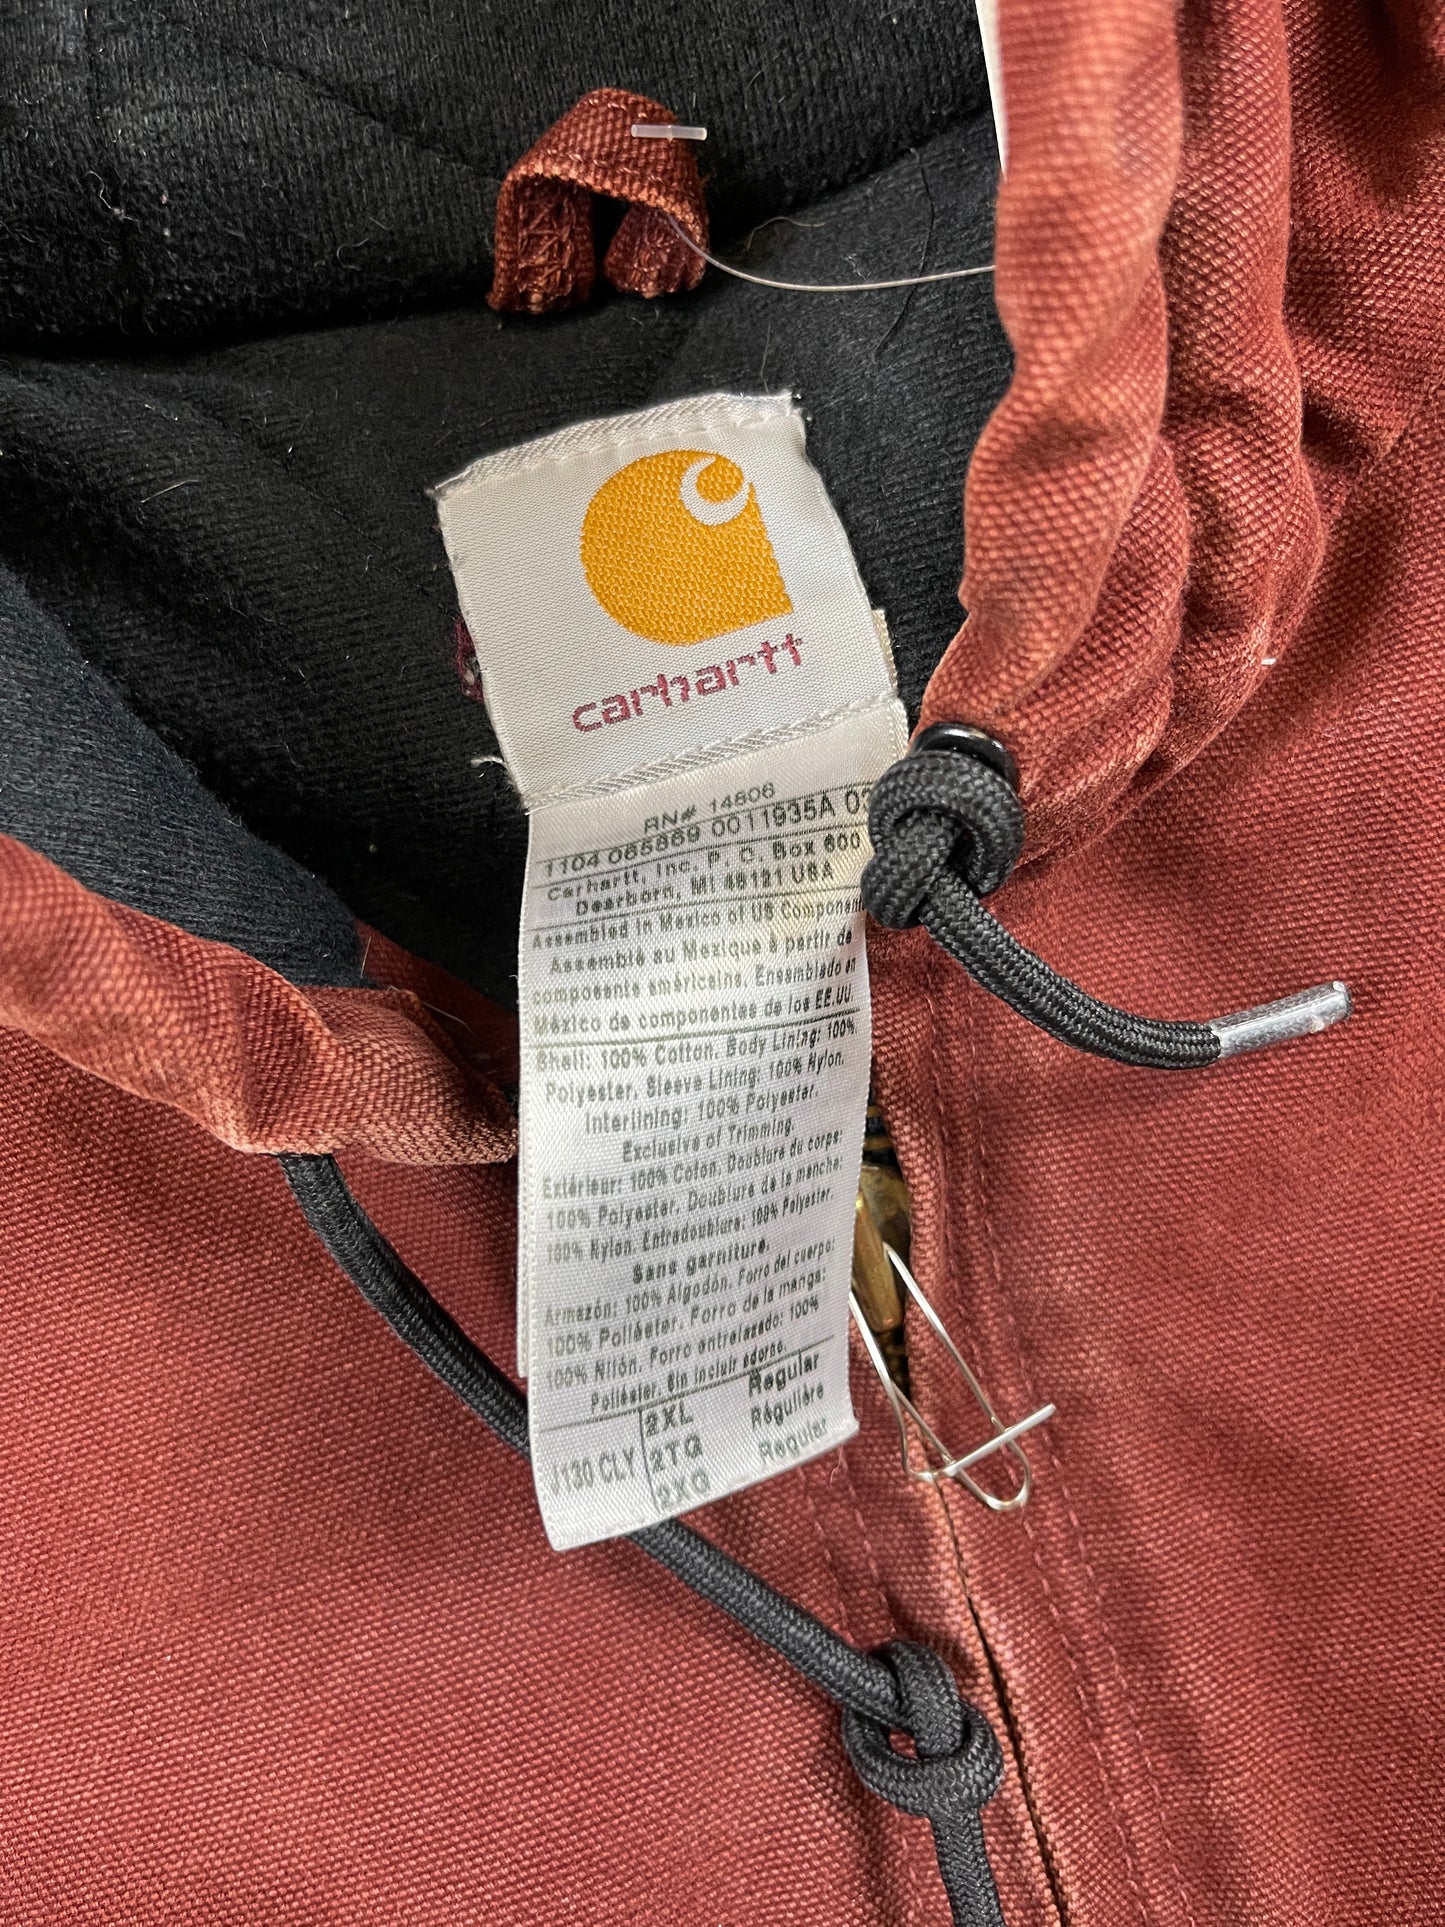 carhartt
RN# 14806
1104 065869 0011935A 03
Carhartt, Inc. P. O. Box 600
Dearborn, MI 48121 USA
Assembled in Mexico of US Component
Assemblé au Mexique à partir de
composants américains. Ensamblado en
México de componentes de los EE.UU.
Shell: 100% Cotton. Body Lining: 100%
Polyester. Sleeve Lining: 100% Nylon.
Interlining: 100% Polyester.
Exclusive of Trimming.
Extérieur: 100% Coton. Doublure du corps:
100% Polyester. Doublure de la manche:
100% Nylon. Entredoublure: 100% Polyester.
Sans garniture.
Armazón: 100% Algodón. Forro del cuerpo:
100% Poliéster. Forro de la manga:
100% Nilón. Forro entrelazado: 100%
Poliéster. Sin incluir adorno.
2XL Regular
J130 CLY 2TG Régulière
2XG Regular